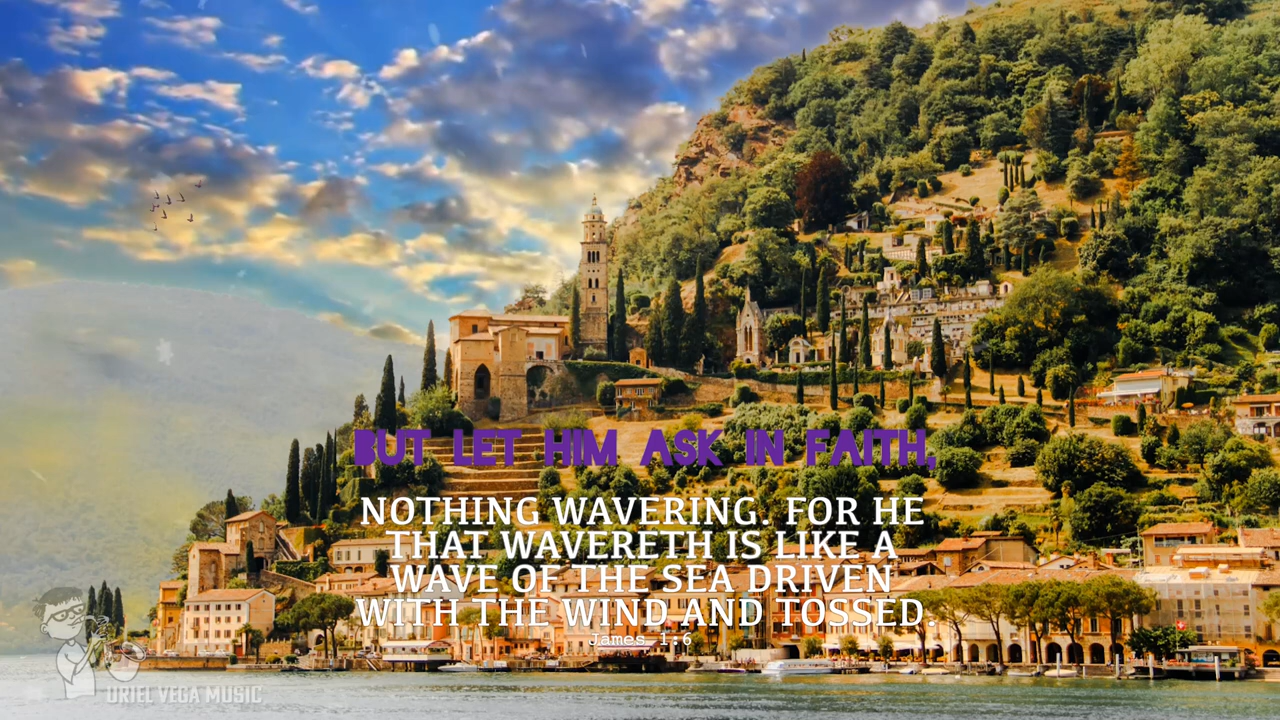 BUT LET HIM ASK IN FAITH,
NOTHING WAVERING. FOR HE
THAT WAVERETH IS LIKE A
WAVE OF THE SEA DRIVEN
WITH THE WIND AND TOSSED.
James 1:6
URIEL VEGA MUSIC